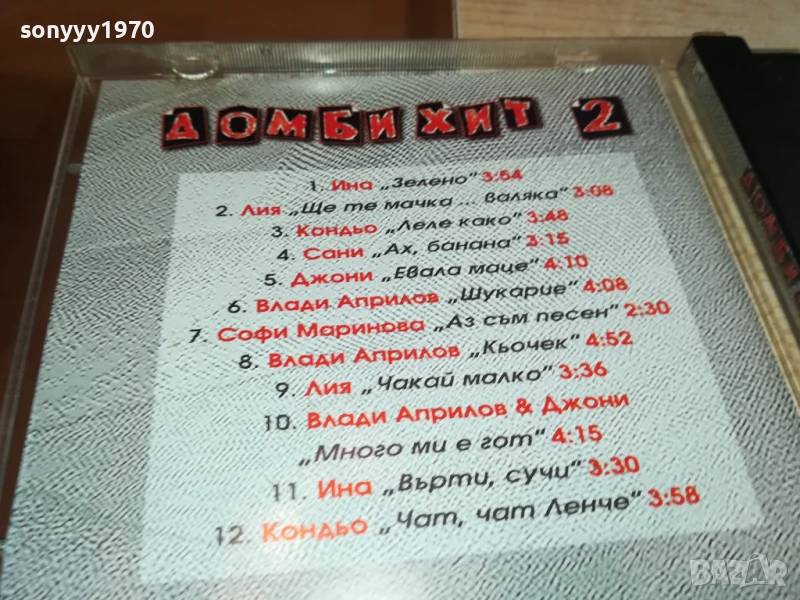 sonyyy1970
ДОМБИ ХИТ 2
1. Ина „Зелено" 3:54
2. Лия „Ще те мачка ... валяка" 3:08
3. Кондьо „Леле како" 3:48
4. Сани „Ах, банана" 3:15
5. Джони „Евала маце" 4:10
6. Влади Априлов „Шукарие" 4:08
7. Софи Маринова „Аз съм песен" 2:30
8. Влади Априлов „Кьочек" 4:52
9. Лия „Чакай малко" 3:36
10. Влади Априлов & Джони
„Много ми е гот" 4:15
11. Ина „Върти, сучи" 3:30
12. Кондьо „Чат, чат Ленче" 3:58
BAZAR